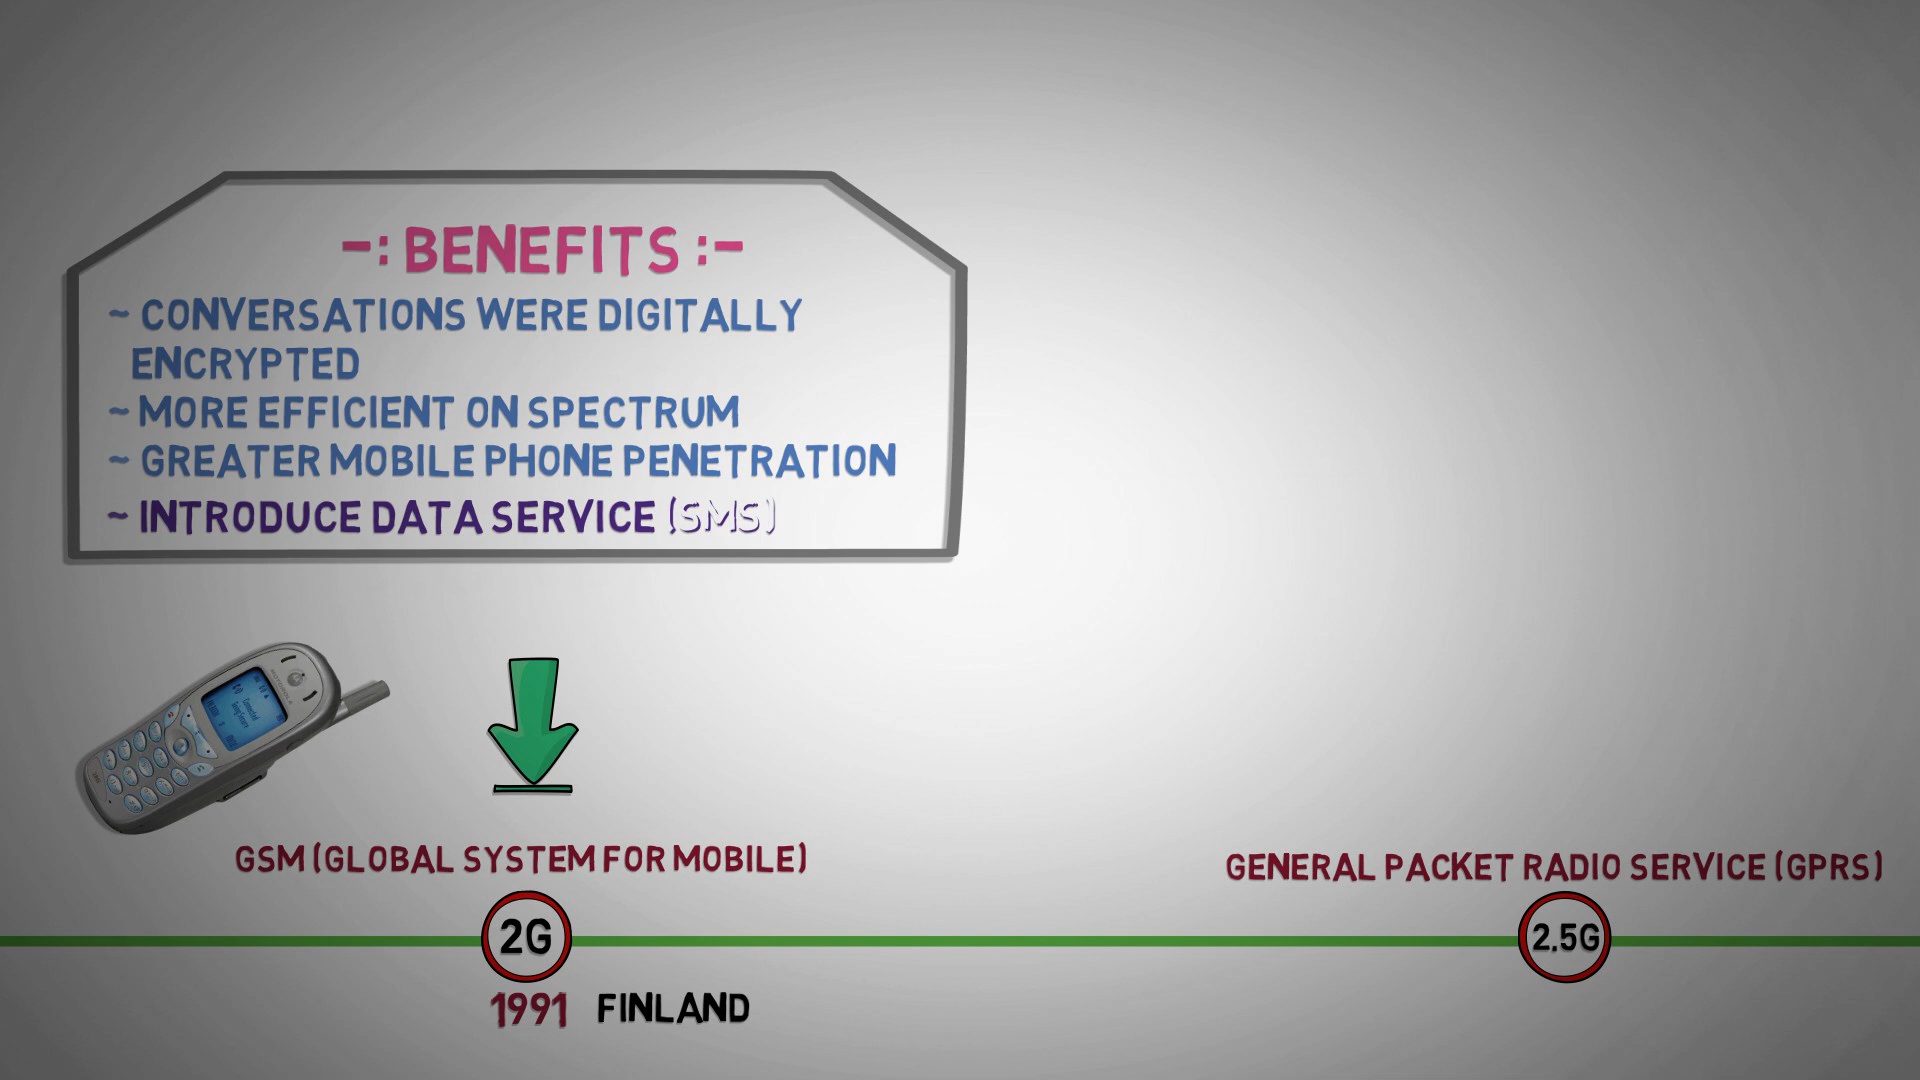 -: BENEFITS :-
~ CONVERSATIONS WERE DIGITALLY
ENCRYPTED
~ MORE EFFICIENT ON SPECTRUM
~ GREATER MOBILE PHONE PENETRATION
~ INTRODUCE DATA SERVICE (SMS)
GSM (GLOBAL SYSTEM FOR MOBILE)
GENERAL PACKET RADIO SERVICE (GPRS)
2G
2.5G
1991 FINLAND